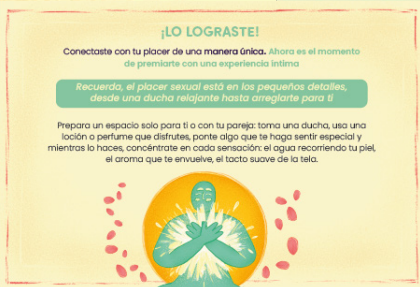 ¡LO LOGRASTE!
Conectaste con tu placer de una manera única. Ahora es el momento
de premiarte con una experiencia íntima
Recuerda, el placer sexual está en los pequeños detalles,
desde una ducha relajante hasta arreglarte para ti
Prepara un espacio solo para ti o con tu pareja: toma una ducha, usa una
loción o perfume que disfrutes, ponte algo que te haga sentir especial y
mientras lo haces, concéntrate en cada sensación: el agua recorriendo tu piel,
el aroma que te envuelve, el tacto suave de la tela.